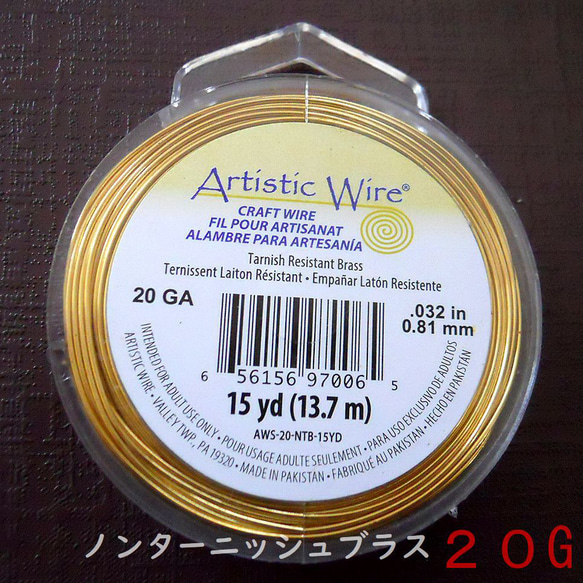 Artistic Wire®
CRAFT WIRE
FIL POUR ARTISANAT
ALAMBRE PARA ARTESANÍA
Tarnish Resistant Brass
Ternissent Laiton Résistant • Empañar Latón Resistente
20 GA
.032 in
0.81 mm
6 56156 97006 5
15 yd (13.7 m)
AWS-20-NTB-15YD
INTENDED FOR ADULT USE ONLY • POUR USAGE ADULTE SEULEMENT • PARA USO EXCLUSIVO DE ADULTOS
ARTISTIC WIRE • VALLEY TWP., PA 19320 • MADE IN PAKISTAN • FABRIQUÉ AU PAKISTAN • HECHO EN PAKISTÁN
ノンターニッシュブラス 20G